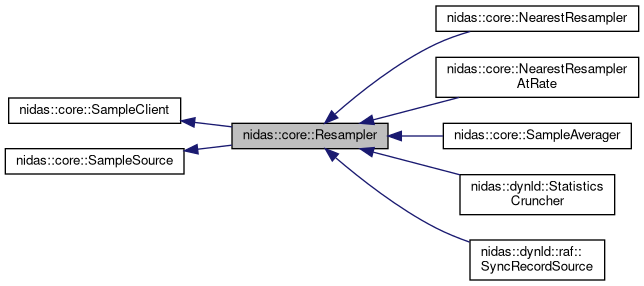 nidas::core::NearestResampler
nidas::core::NearestResampler
AtRate
nidas::core::SampleClient
nidas::core::Resampler
nidas::core::SampleAverager
nidas::core::SampleSource
nidas::dynld::Statistics
Cruncher
nidas::dynld::raf::
SyncRecordSource